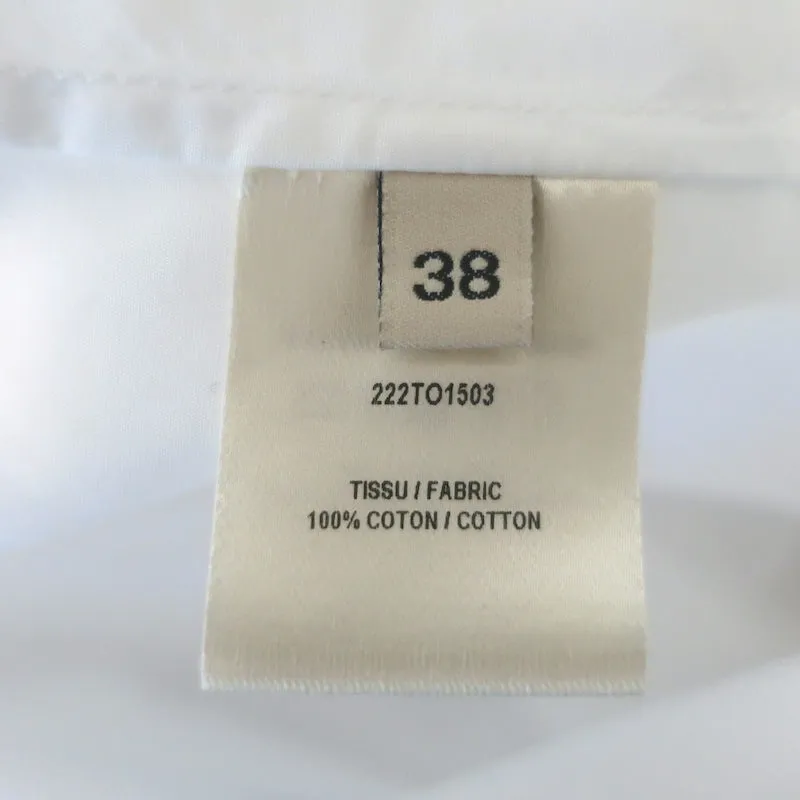 38
222TO1503
TISSU / FABRIC
100% COTON / COTTON